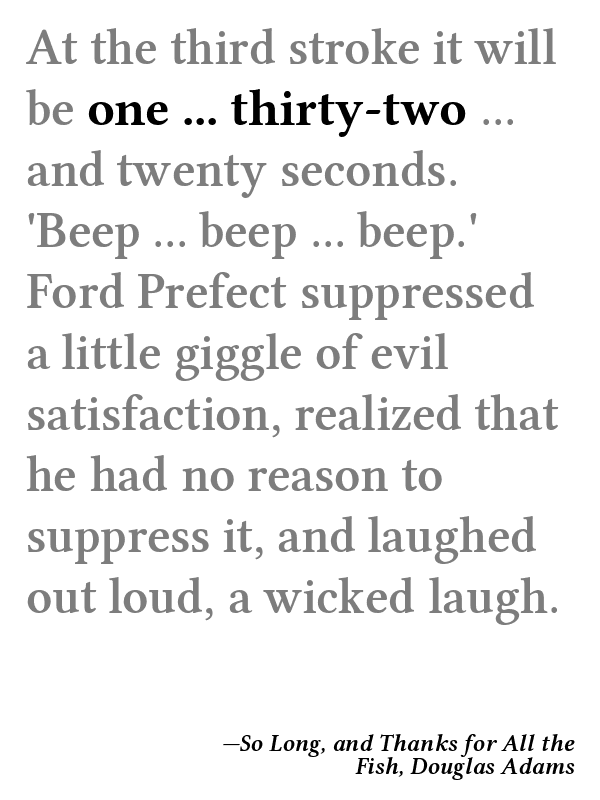 At the third stroke it will
be one ... thirty-two ...
and twenty seconds.
'Beep ... beep ... beep.'
Ford Prefect suppressed
a little giggle of evil
satisfaction, realized that
he had no reason to
suppress it, and laughed
out loud, a wicked laugh.
—So Long, and Thanks for All the
Fish, Douglas Adams